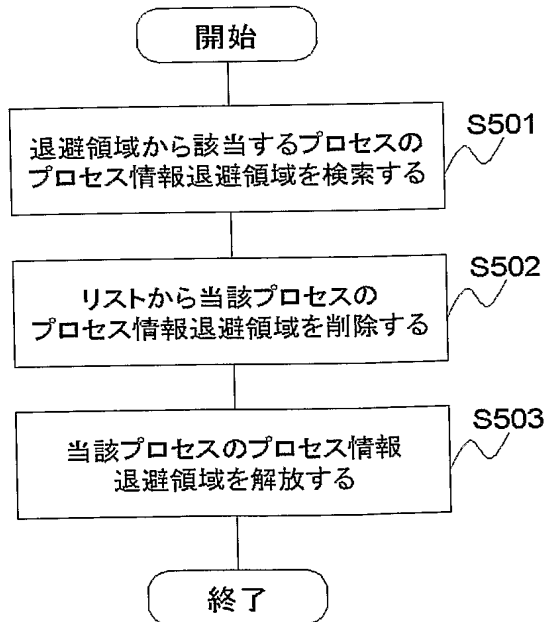 開始
退避領域から該当するプロセスの
プロセス情報退避領域を検索する
S501
リストから当該プロセスの
プロセス情報退避領域を削除する
S502
当該プロセスのプロセス情報
退避領域を解放する
S503
終了